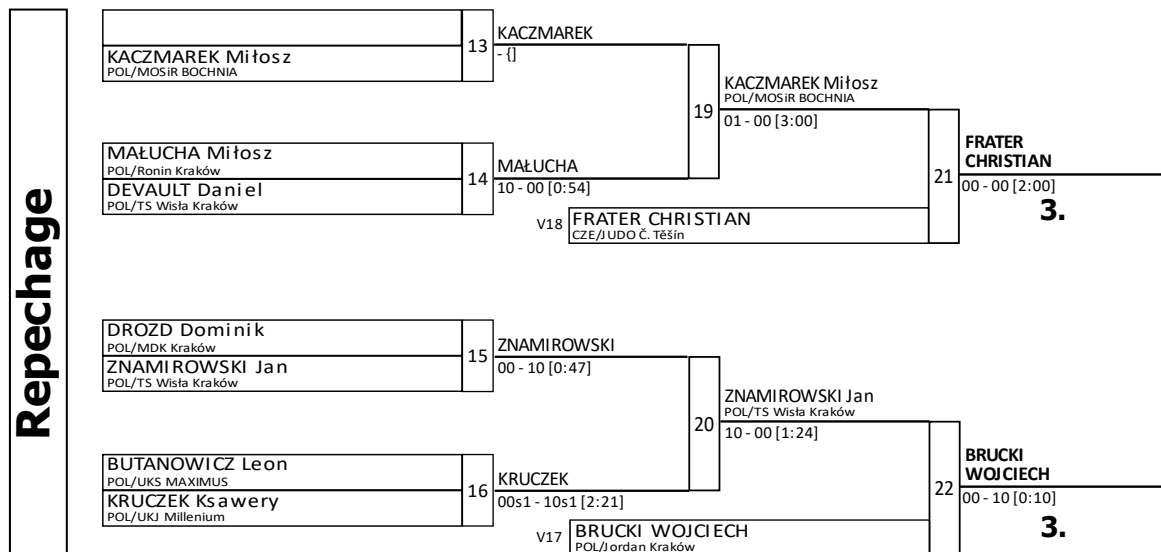 Repechage
KACZMAREK Miłosz
POL/MOSiR BOCHNIA
13
KACZMAREK
- {]
MAŁUCHA Miłosz
POL/Ronin Kraków
DEVAULT Daniel
POL/TS Wisła Kraków
14
MAŁUCHA
10 - 00 [0:54]
19
KACZMAREK Miłosz
POL/MOSiR BOCHNIA
01 - 00 [3:00]
V18
FRATER CHRISTIAN
CZE/JUDO Č. Těšín
21
FRATER
CHRISTIAN
00 - 00 [2:00]
3.
DROZD Dominik
POL/MDK Kraków
ZNAMIROWSKI Jan
POL/TS Wisła Kraków
15
ZNAMIROWSKI
00 - 10 [0:47]
BUTANOWICZ Leon
POL/UKS MAXIMUS
KRUCZEK Ksawery
POL/UKJ Millenium
16
KRUCZEK
00s1 - 10s1 [2:21]
20
ZNAMIROWSKI Jan
POL/TS Wisła Kraków
10 - 00 [1:24]
V17
BRUCKI WOJCIECH
POL/Jordan Kraków
22
BRUCKI
WOJCIECH
00 - 10 [0:10]
3.